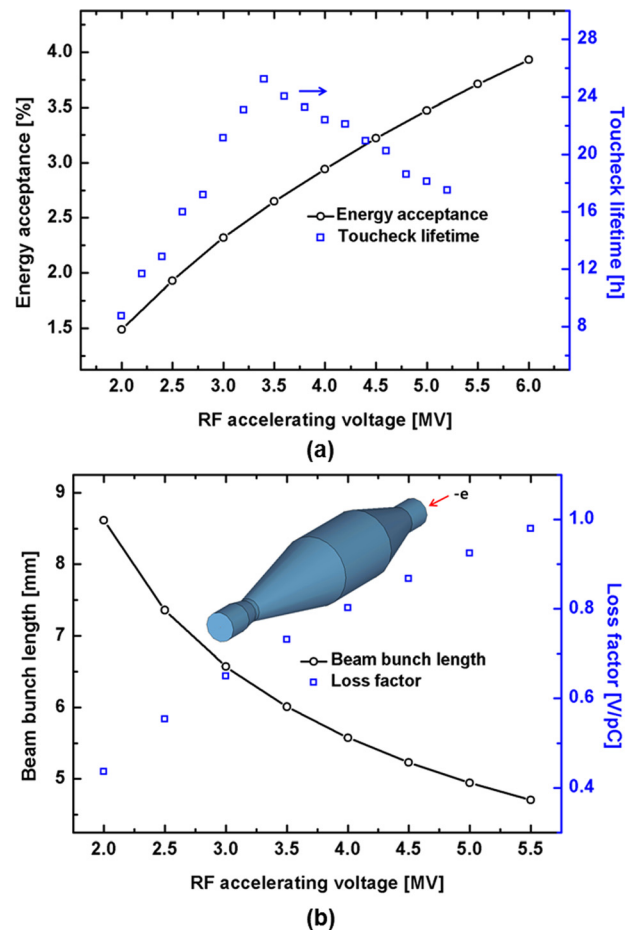 4.0
3.5
3.0
2.5
2.0
1.5
Energy acceptance [%]
28
24
20
16
12
8
Toucheck lifetime [h]
Energy acceptance
Toucheck lifetime
2.0 2.5 3.0 3.5 4.0 4.5 5.0 5.5 6.0
RF accelerating voltage [MV]
(a)
9
8
7
6
5
Beam bunch length [mm]
-e
1.0
0.8
0.6
0.4
Loss factor [V/pC]
Beam bunch length
Loss factor
2.0 2.5 3.0 3.5 4.0 4.5 5.0 5.5
RF accelerating voltage [MV]
(b)